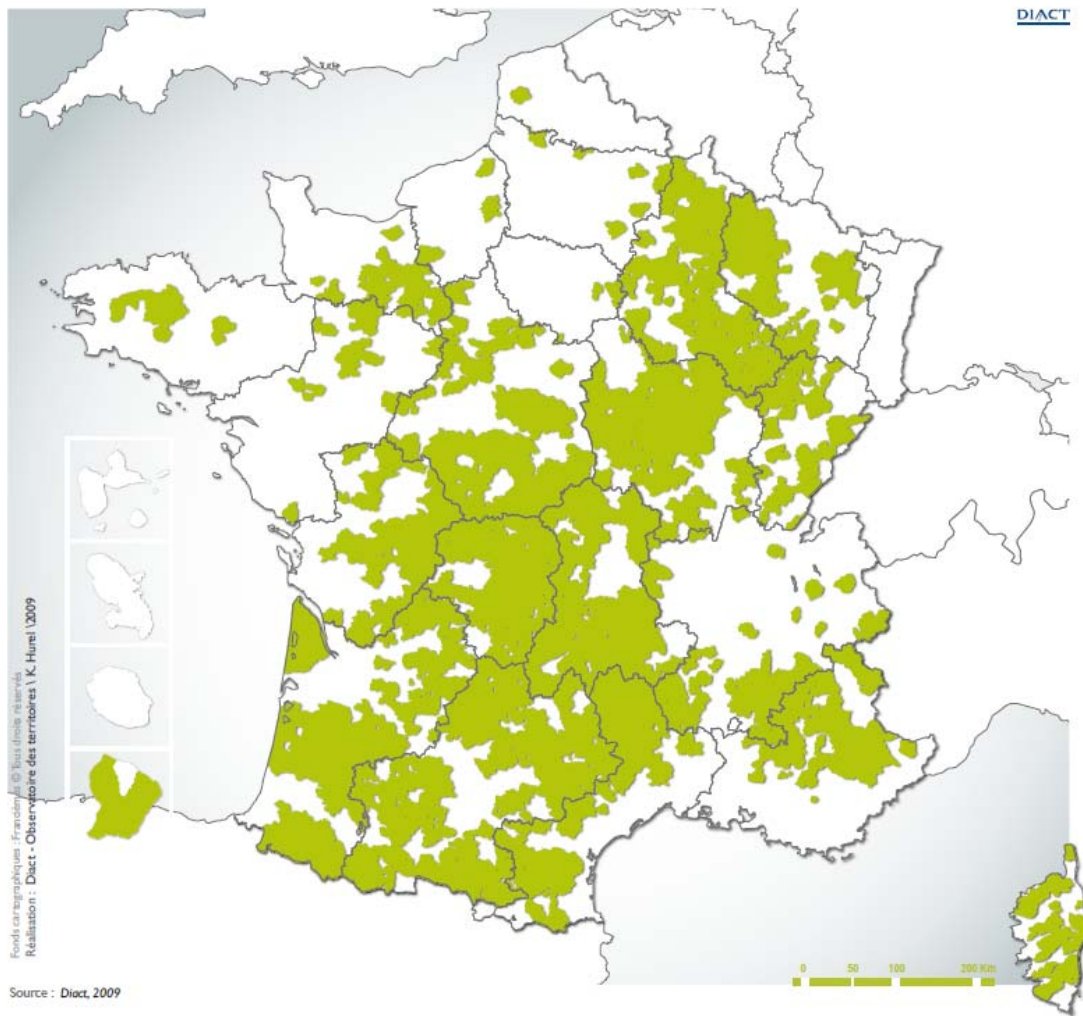 DIACT
Fonds cartographiques : Francièmes © Tous droits réservés
Réalisation : Diact - Observatoire des territoires \ K. Hurel \2009
0 50 100 200 Km
Source : Diact, 2009